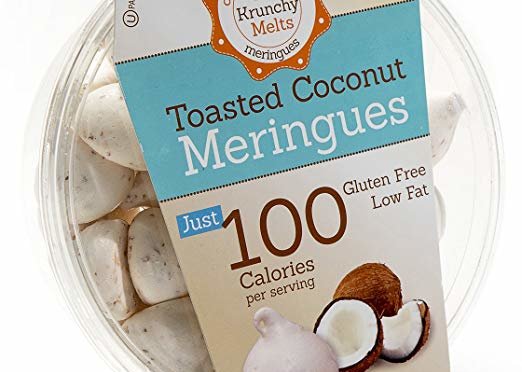 Krunchy
Melts
meringues
U
Toasted Coconut
Meringues
Just
100
Calories
per serving
Gluten Free
Low Fat